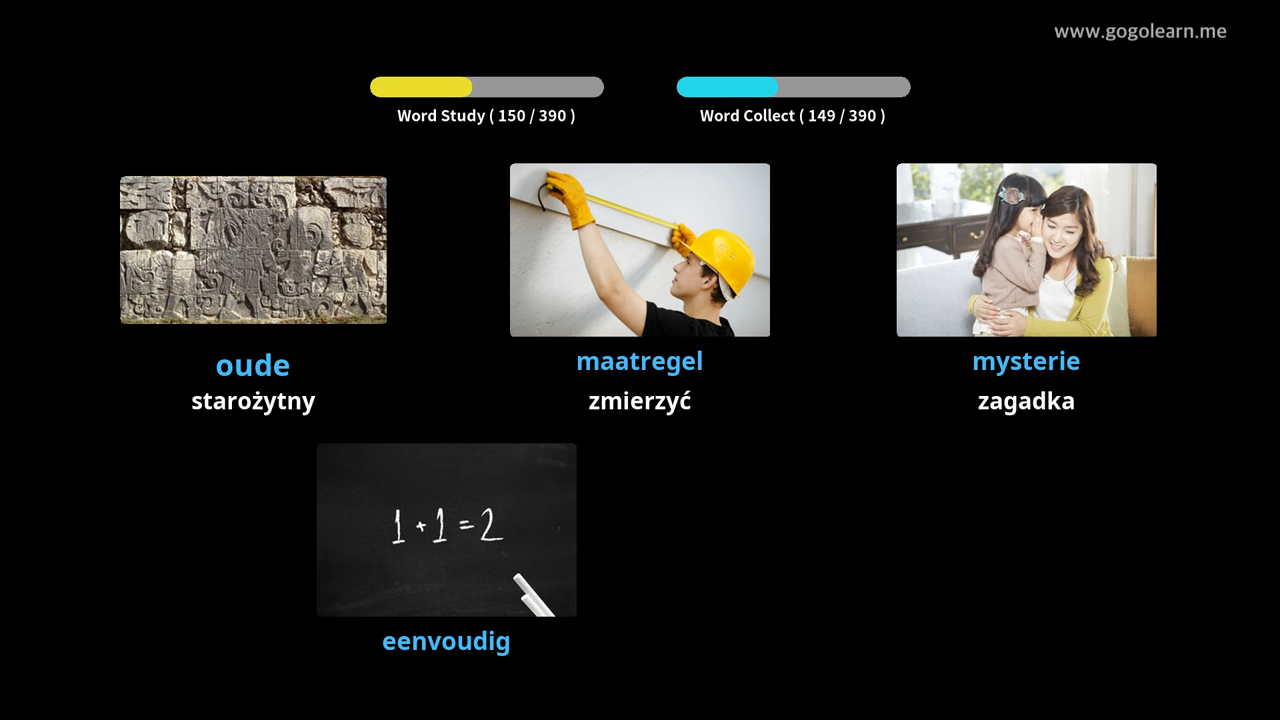 www.gogolearn.me
Word Study ( 150 / 390 )
Word Collect ( 149 / 390 )
oude
starożytny
maatregel
zmierzyć
mysterie
zagadka
1 + 1 = 2
eenvoudig